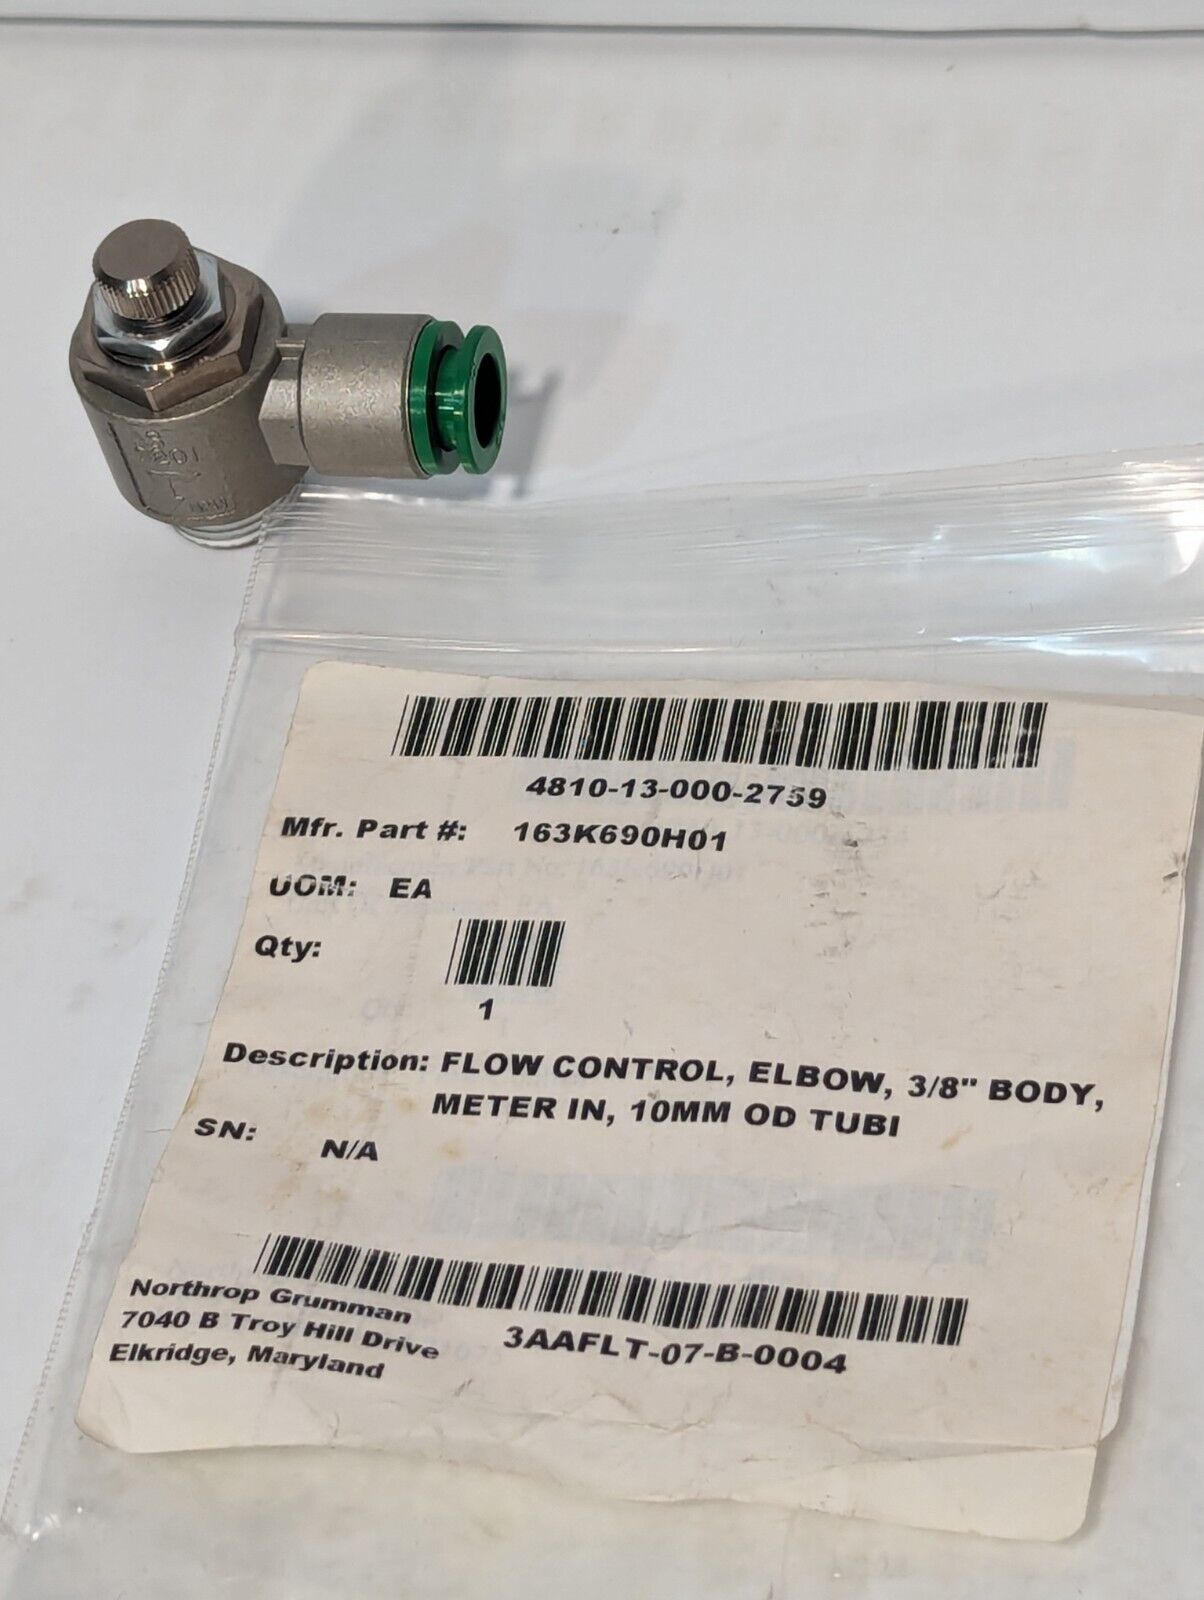 4810-13-000-2759
Mfr. Part #: 163K690H01
UOM: EA
Qty:
1
Description: FLOW CONTROL, ELBOW, 3/8" BODY,
METER IN, 10MM OD TUBI
SN: N/A
Northrop Grumman
7040 B Troy Hill Drive
Elkridge, Maryland
3AAFLT-07-B-0004